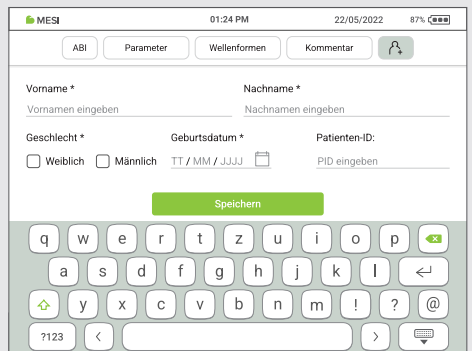 MESI 01:24 PM 22/05/2022 87%
ABI Parameter Wellenformen Kommentar
Vorname * Nachname *
Vornamen eingeben Nachnamen eingeben
Geschlecht * Geburtsdatum * Patienten-ID:
Weiblich Männlich TT / MM / JJJJ PID eingeben
Speichern
q w e r t z u i o p
a s d f g h j k l
y x c v b n m ! ? @
?123 < >